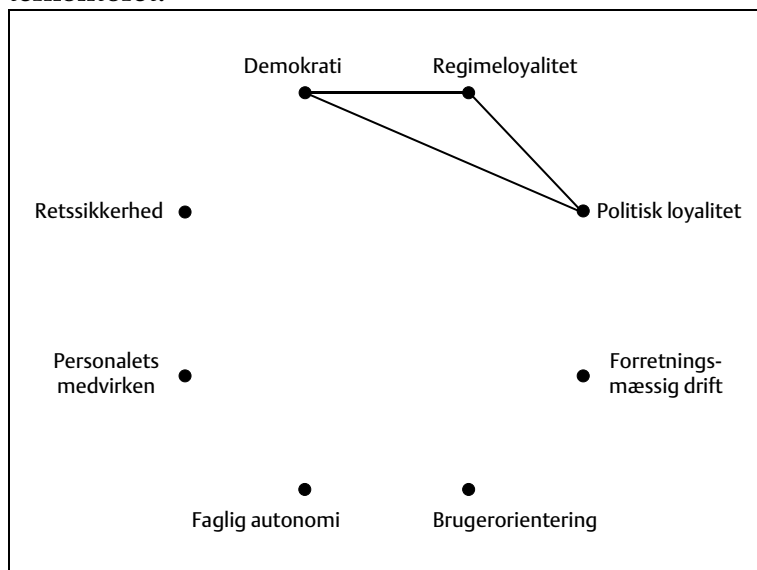 Demokrati
Regimeloyalitet
Retssikkerhed
Politisk loyalitet
Personalets
medvirken
Forretnings-
mæssig drift
Faglig autonomi
Brugerorientering